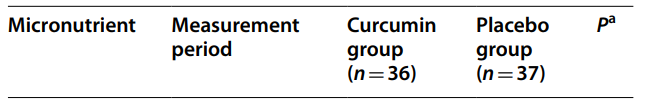 Micronutrient Measurement Curcumin Placebo Pa
period group group
(n=36) (n=37)